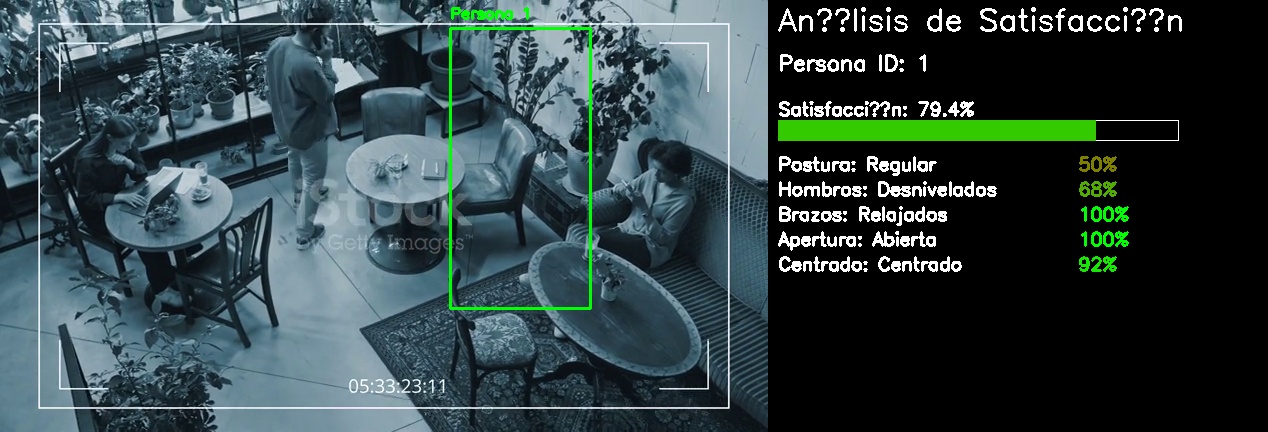 Persona 1
iStock
by Getty Images™
05:33:23:11
An??lisis de Satisfacci??n
Persona ID: 1
Satisfacci??n: 79.4%
Postura: Regular 50%
Hombros: Desnivelados 68%
Brazos: Relajados 100%
Apertura: Abierta 100%
Centrado: Centrado 92%